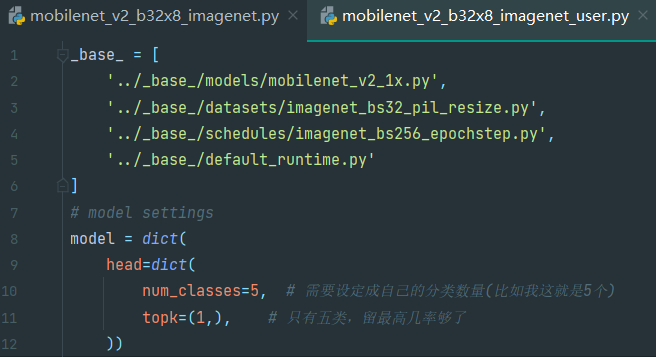 mobilenet_v2_b32x8_imagenet.py × mobilenet_v2_b32x8_imagenet_user.py ×
1 _base_ = [
2 '../_base_/models/mobilenet_v2_1x.py',
3 '../_base_/datasets/imagenet_bs32_pil_resize.py',
4 '../_base_/schedules/imagenet_bs256_epochstep.py',
5 '../_base_/default_runtime.py'
6 ]
7 # model settings
8 model = dict(
9 head=dict(
10 num_classes=5, # 需要设定成自己的分类数量(比如我这就是5个)
11 topk=(1,), # 只有五类，留最高几率够了
12 ))